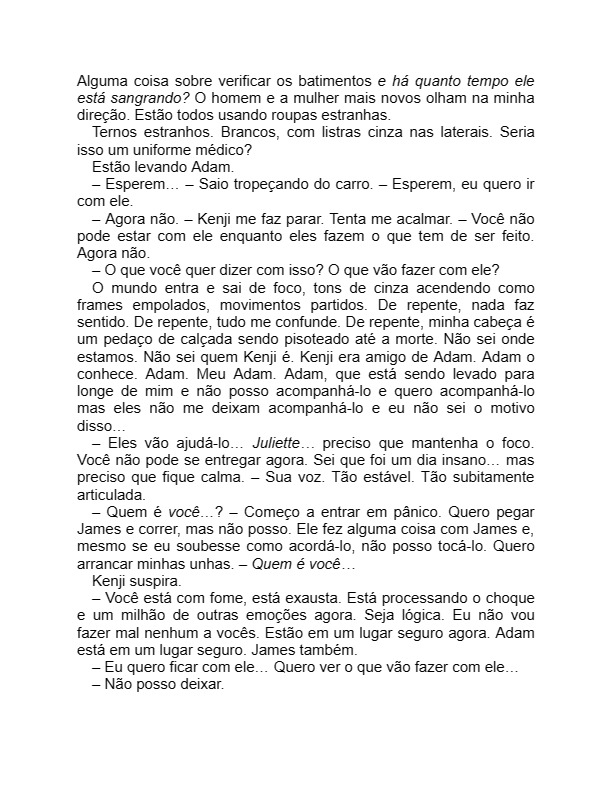 Alguma coisa sobre verificar os batimentos e há quanto tempo ele
está sangrando? O homem e a mulher mais novos olham na minha
direção. Estão todos usando roupas estranhas.
Ternos estranhos. Brancos, com listras cinza nas laterais. Seria
isso um uniforme médico?
Estão levando Adam.
– Esperem… – Saio tropeçando do carro. – Esperem, eu quero ir
com ele.
– Agora não. – Kenji me faz parar. Tenta me acalmar. – Você não
pode estar com ele enquanto eles fazem o que tem de ser feito.
Agora não.
– O que você quer dizer com isso? O que vão fazer com ele?
O mundo entra e sai de foco, tons de cinza acendendo como
frames empolados, movimentos partidos. De repente, nada faz
sentido. De repente, tudo me confunde. De repente, minha cabeça é
um pedaço de calçada sendo pisoteado até a morte. Não sei onde
estamos. Não sei quem Kenji é. Kenji era amigo de Adam. Adam o
conhece. Adam. Meu Adam. Adam, que está sendo levado para
longe de mim e não posso acompanhá-lo e quero acompanhá-lo
mas eles não me deixam acompanhá-lo e eu não sei o motivo
disso…
– Eles vão ajudá-lo… Juliette… preciso que mantenha o foco.
Você não pode se entregar agora. Sei que foi um dia insano… mas
preciso que fique calma. – Sua voz. Tão estável. Tão subitamente
articulada.
– Quem é você…? – Começo a entrar em pânico. Quero pegar
James e correr, mas não posso. Ele fez alguma coisa com James e,
mesmo se eu soubesse como acordá-lo, não posso tocá-lo. Quero
arrancar minhas unhas. – Quem é você…
Kenji suspira.
– Você está com fome, está exausta. Está processando o choque
e um milhão de outras emoções agora. Seja lógica. Eu não vou
fazer mal nenhum a vocês. Estão em um lugar seguro agora. Adam
está em um lugar seguro. James também.
– Eu quero ficar com ele… Quero ver o que vão fazer com ele…
– Não posso deixar.